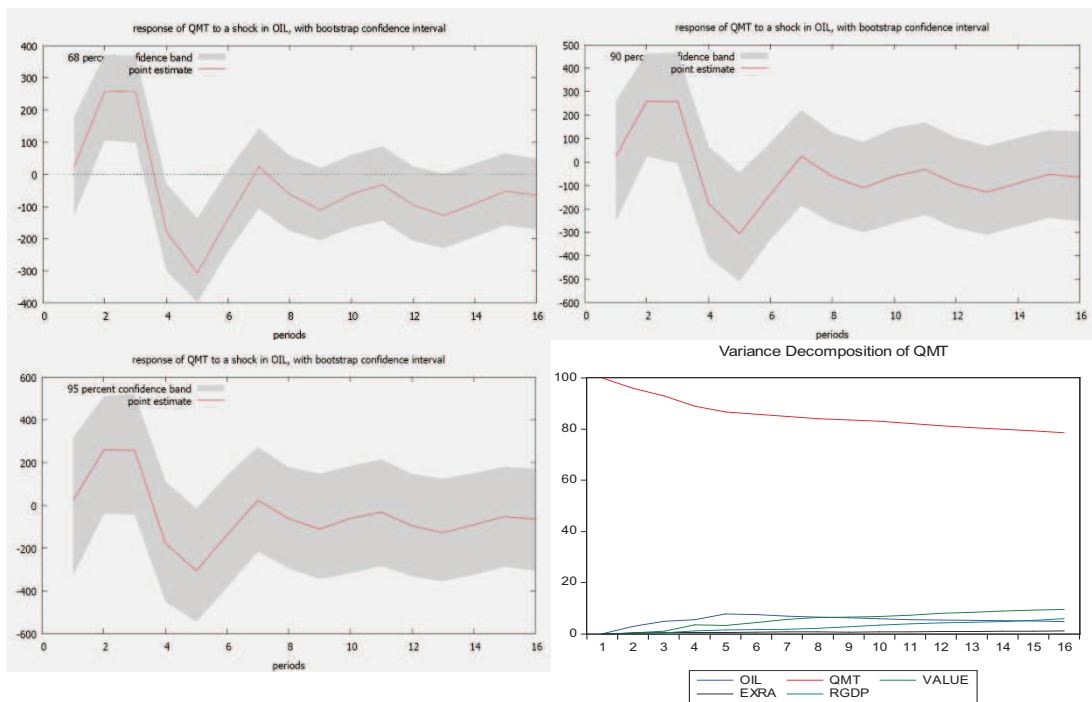 response of QMT to a shock in OIL, with bootstrap confidence interval
400
300
200
100
0
-100
-200
-300
-400
68 perc fidence band
point estimate
0 2 4 6 8 10 12 14 16
periods
response of QMT to a shock in OIL, with bootstrap confidence interval
500
400
300
200
100
0
-100
-200
-300
-400
-500
-600
90 perce fidence band
point estimate
0 2 4 6 8 10 12 14 16
periods
response of QMT to a shock in OIL, with bootstrap confidence interval
600
400
200
0
-200
-400
-600
95 percent confidence band
point estimate
0 2 4 6 8 10 12 14 16
periods
Variance Decomposition of QMT
100
80
60
40
20
0
1 2 3 4 5 6 7 8 9 10 11 12 13 14 15 16
OIL QMT VALUE
EXRA RGDP